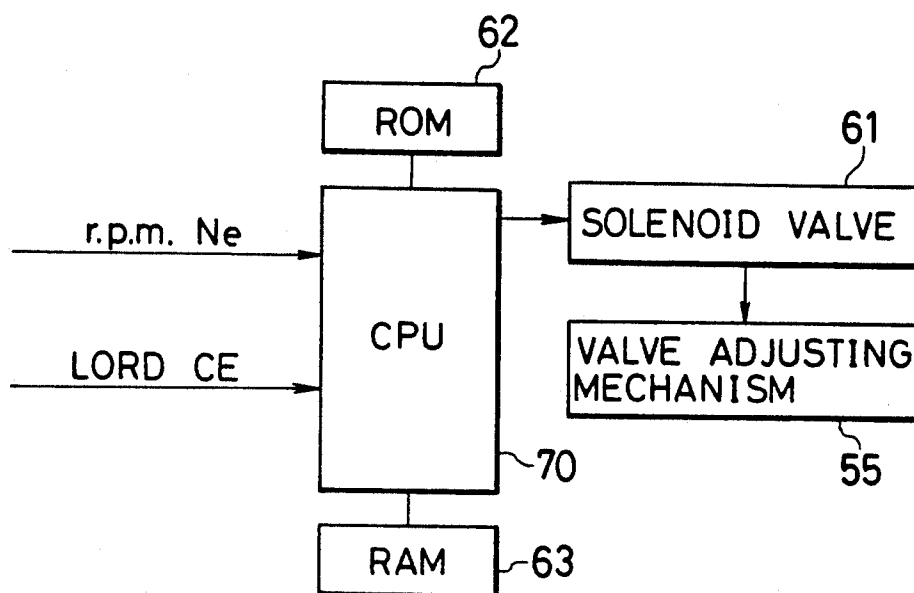 62
ROM
61
r.p.m. Ne
SOLENOID VALVE
CPU
LORD CE
VALVE ADJUSTING
MECHANISM
70
55
RAM
63